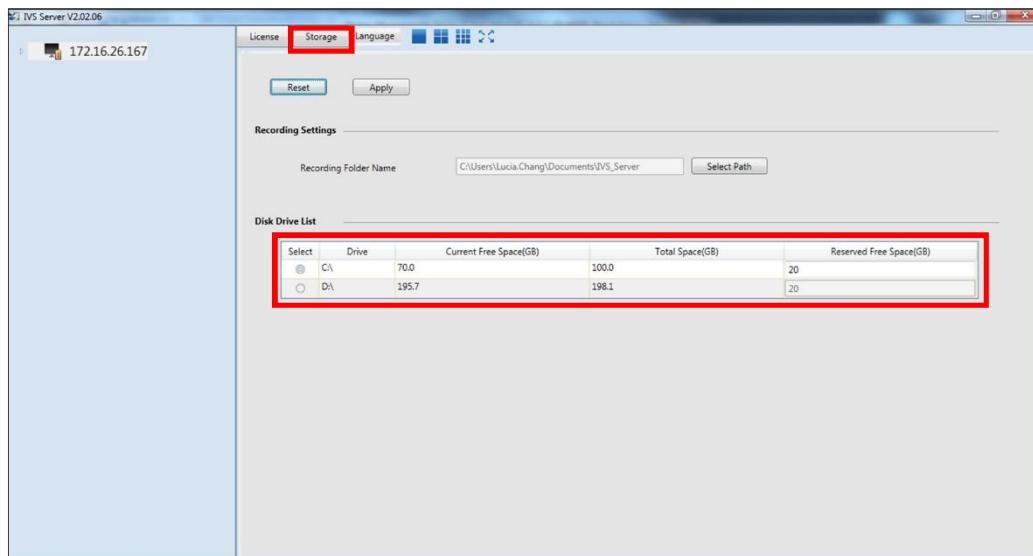 IVS Server V2.02.06
172.16.26.167
License Storage Language
Reset Apply
Recording Settings
Recording Folder Name C:\Users\Lucia.Chang\Documents\IVS_Server Select Path
Disk Drive List
Select Drive Current Free Space(GB) Total Space(GB) Reserved Free Space(GB)
C:\ 70.0 100.0 20
D:\ 195.7 198.1 20